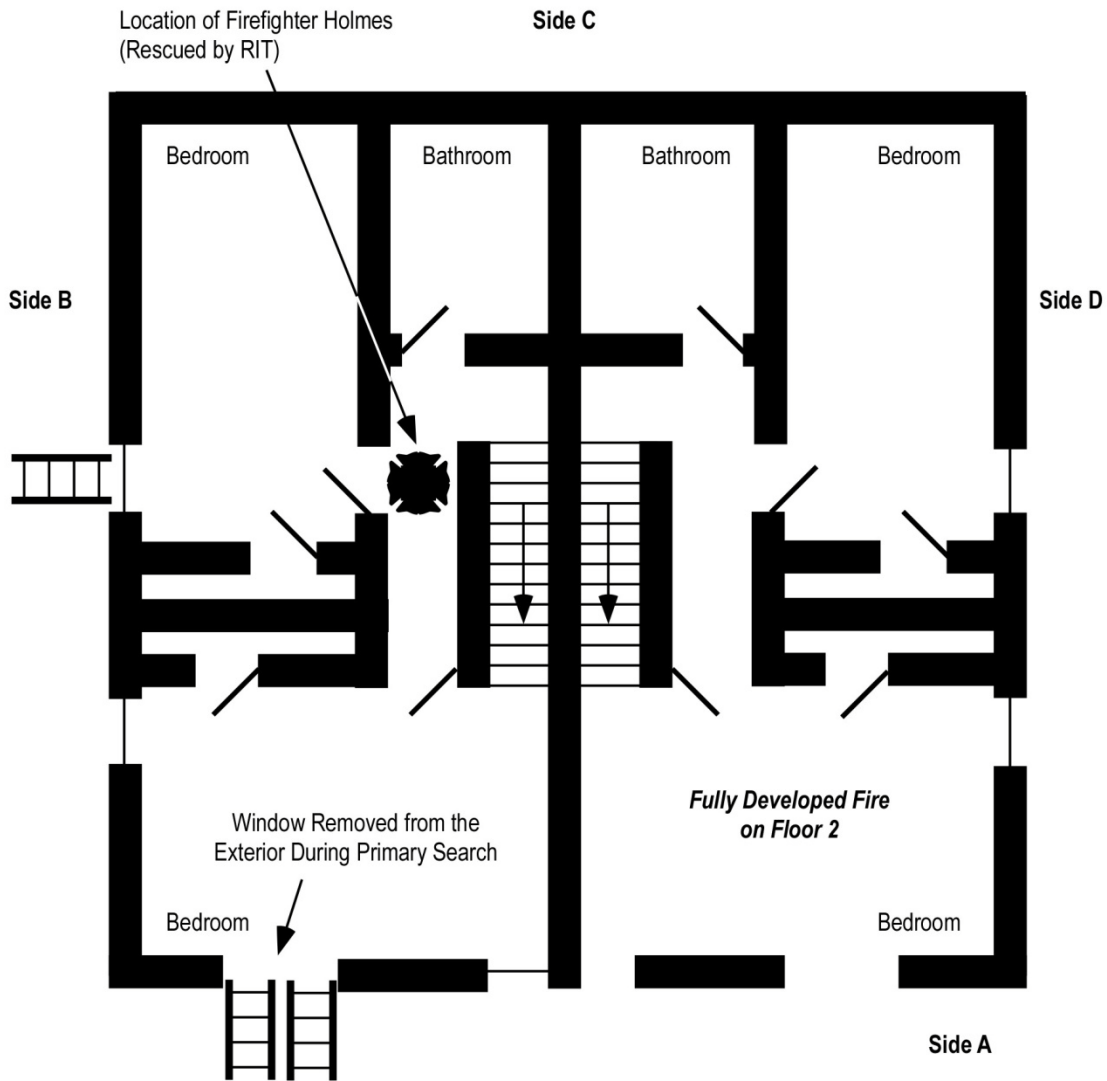 Location of Firefighter Holmes
(Rescued by RIT)
Side C
Bedroom
Bathroom
Bathroom
Bedroom
Side B
Side D
Fully Developed Fire
on Floor 2
Window Removed from the
Exterior During Primary Search
Bedroom
Bedroom
Side A